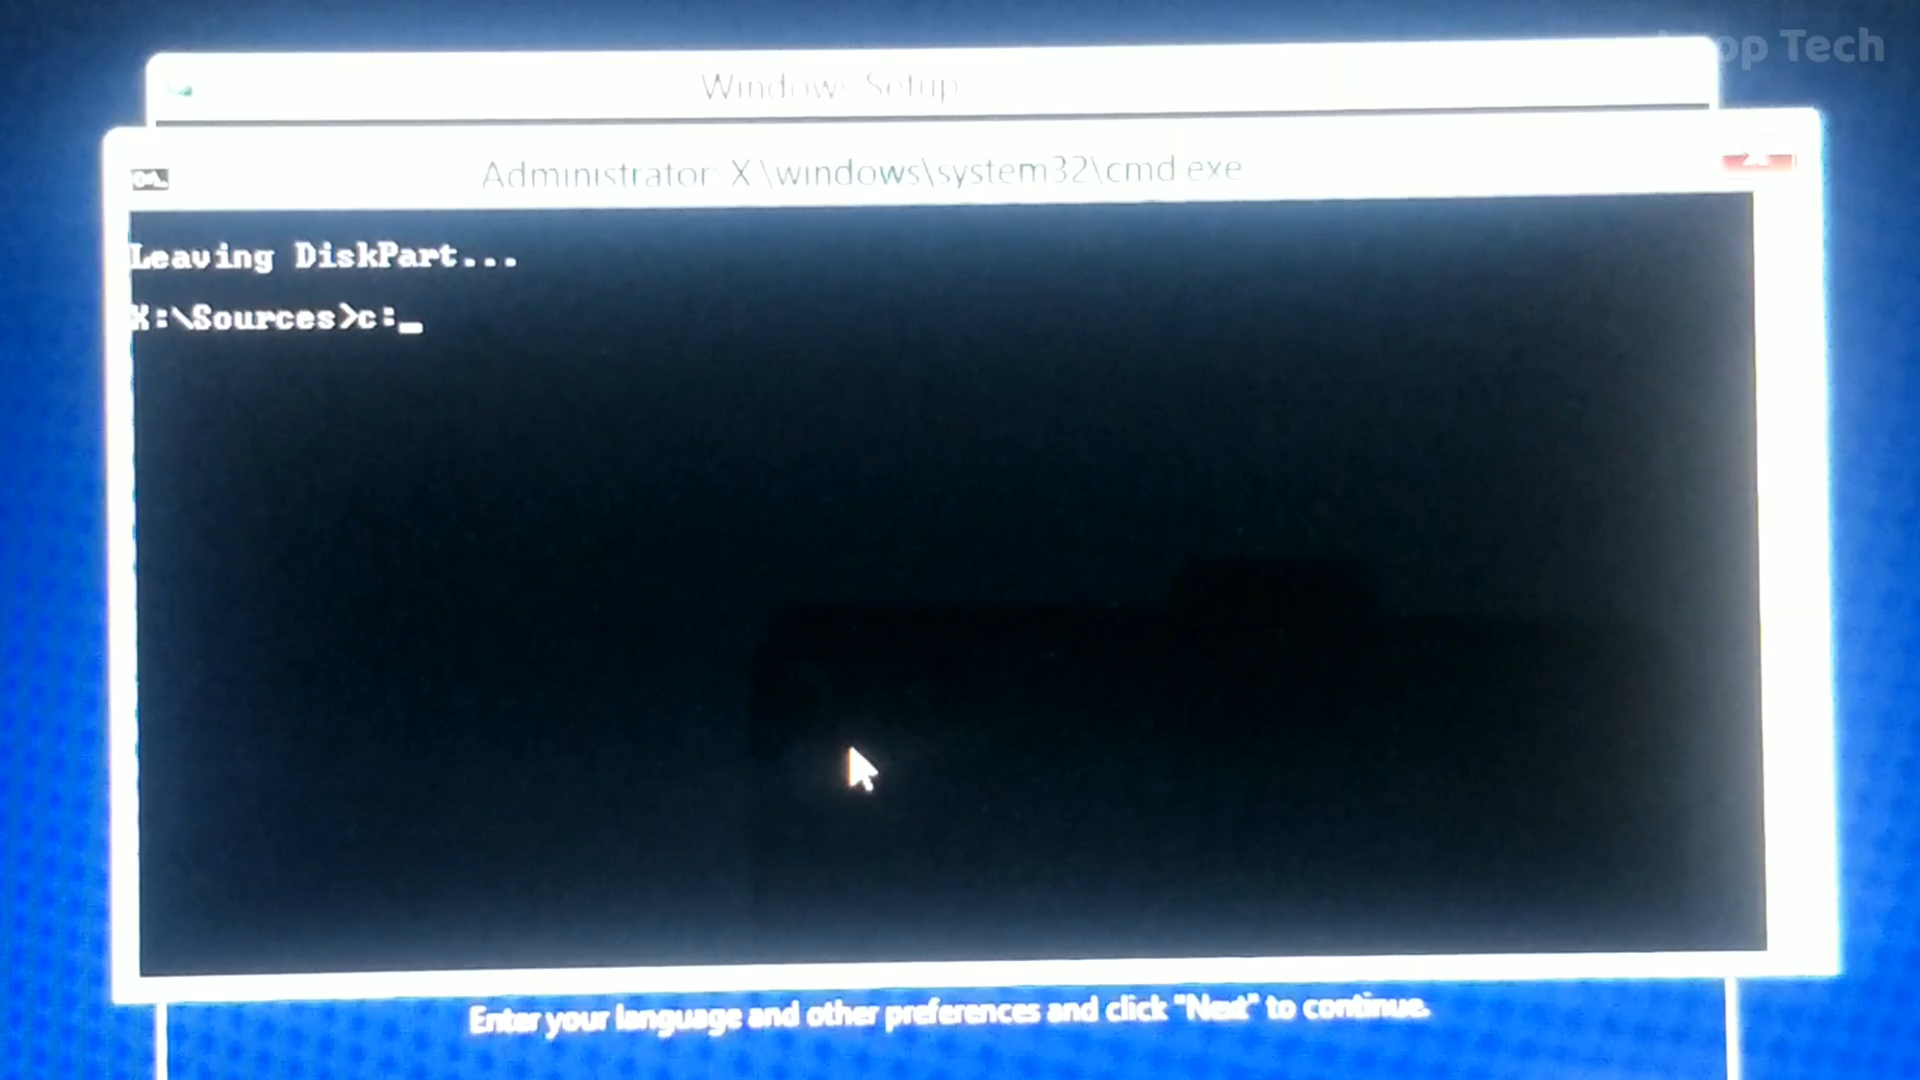 Tech
Windows Setup
Administrator: X:\windows\system32\cmd.exe
Leaving DiskPart...
X:\Sources>c:_
Enter your language and other preferences and click "Next" to continue.